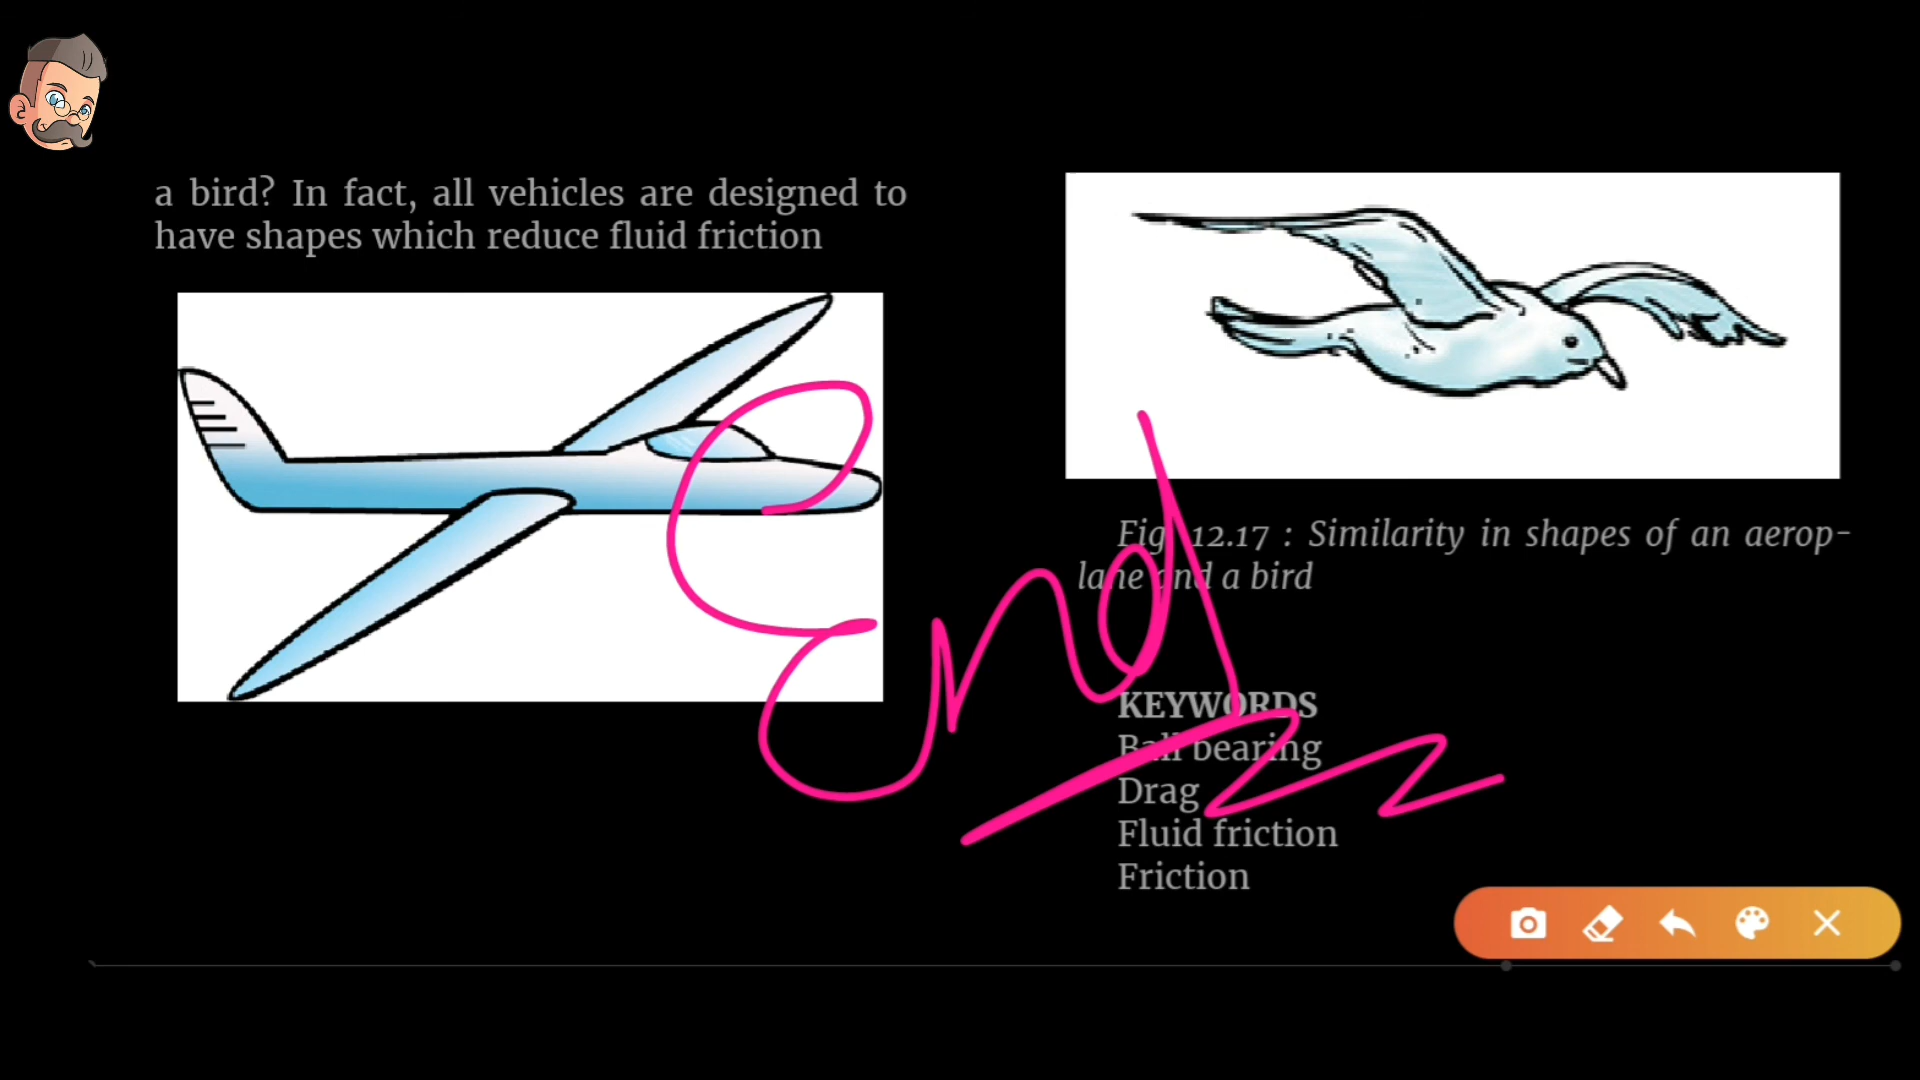 a bird? In fact, all vehicles are designed to
have shapes which reduce fluid friction
Fig. 12.17 : Similarity in shapes of an aerop-
lane and a bird
End
KEYWORDS
Ball bearing
Drag
Fluid friction
Friction